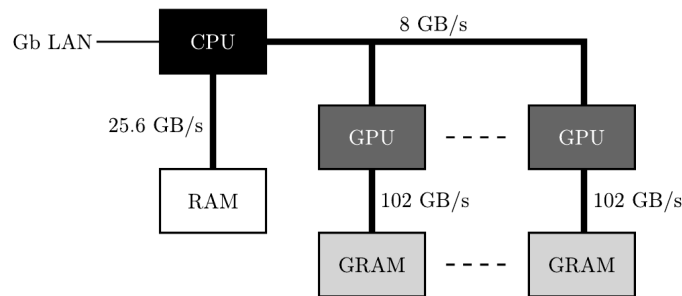 8 GB/s
Gb LAN
CPU
25.6 GB/s
GPU
GPU
102 GB/s
102 GB/s
RAM
GRAM
GRAM